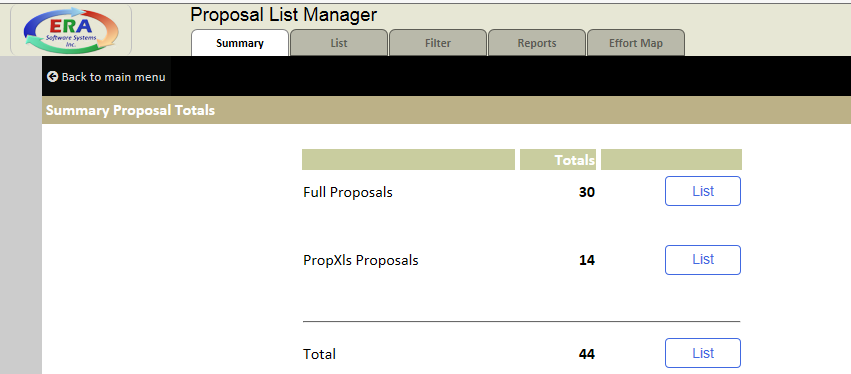 Proposal List Manager
ERA
Software Systems
Inc.
Summary List Filter Reports Effort Map
Back to main menu
Summary Proposal Totals
Totals
Full Proposals 30 List
PropXls Proposals 14 List
Total 44 List